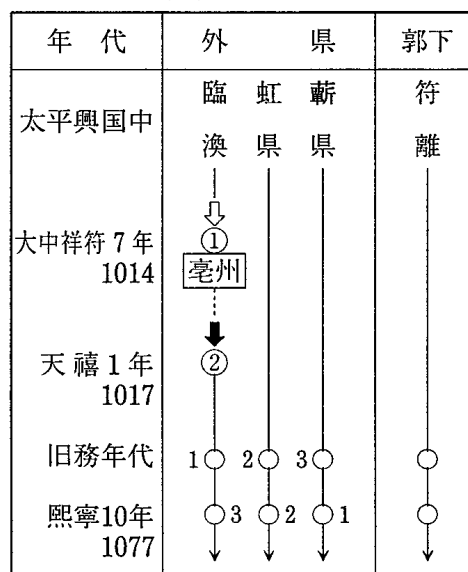 年代 外県 郭下
太平興国中 臨渙 虹県 蘄県 符離
大中祥符7年 ①
1014 亳州
天禧1年 ②
1017
旧務年代 1 2 3
熙寧10年 3 2 1
1077